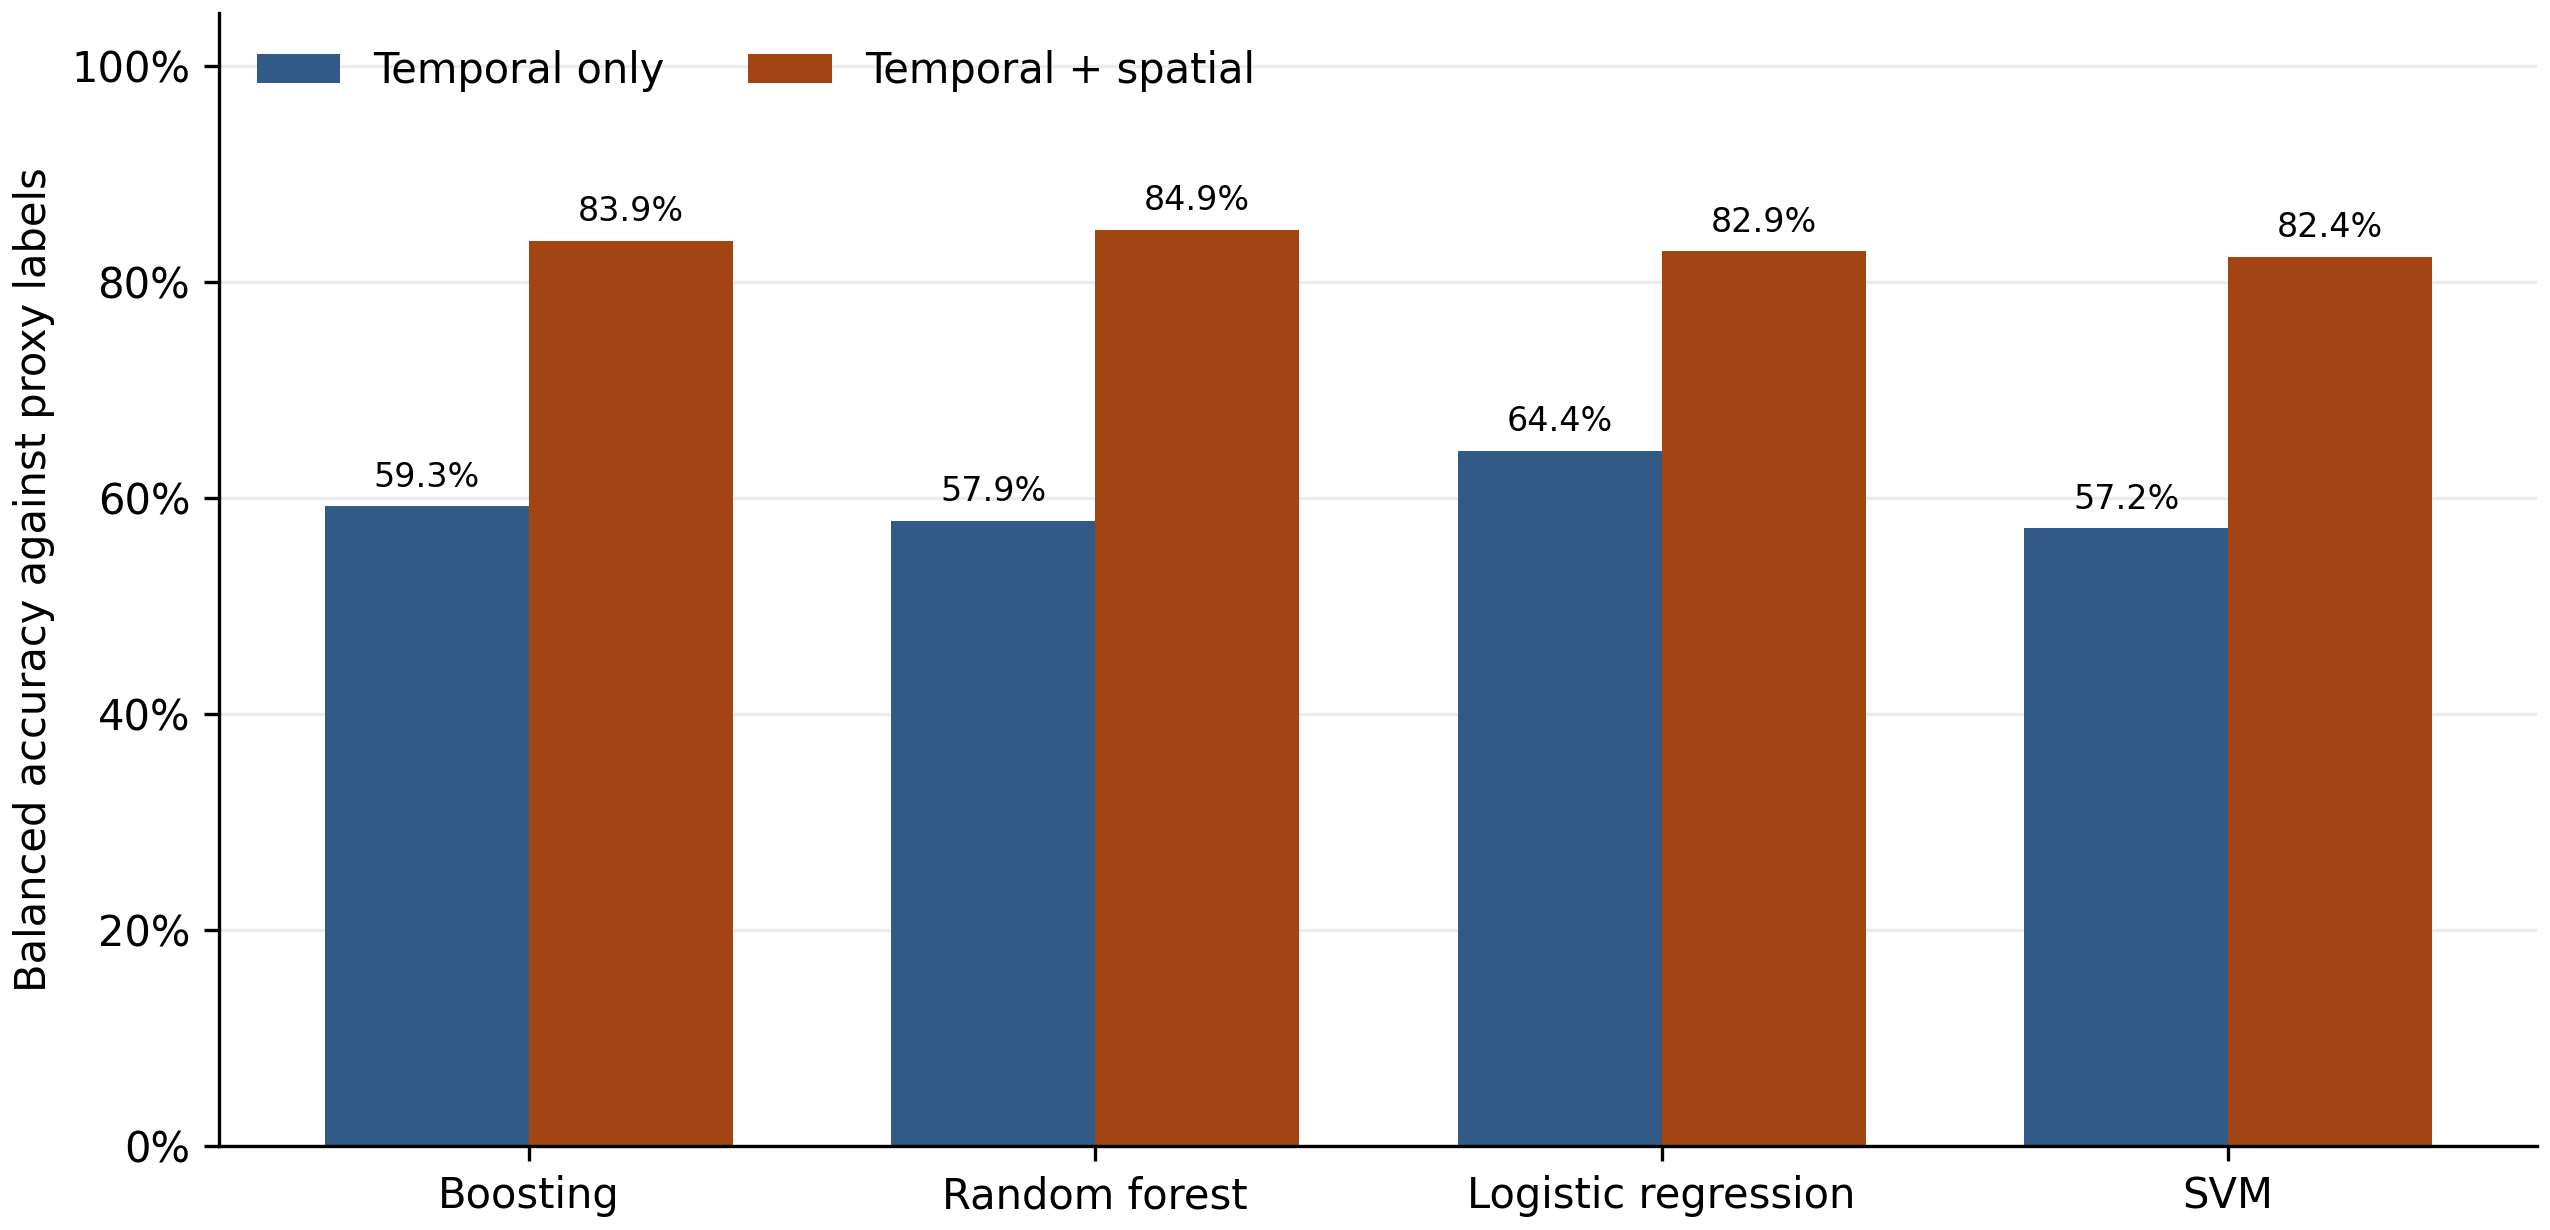 Temporal only
Temporal + spatial
Balanced accuracy against proxy labels
100%
80%
60%
40%
20%
0%
59.3%
83.9%
57.9%
84.9%
64.4%
82.9%
57.2%
82.4%
Boosting
Random forest
Logistic regression
SVM